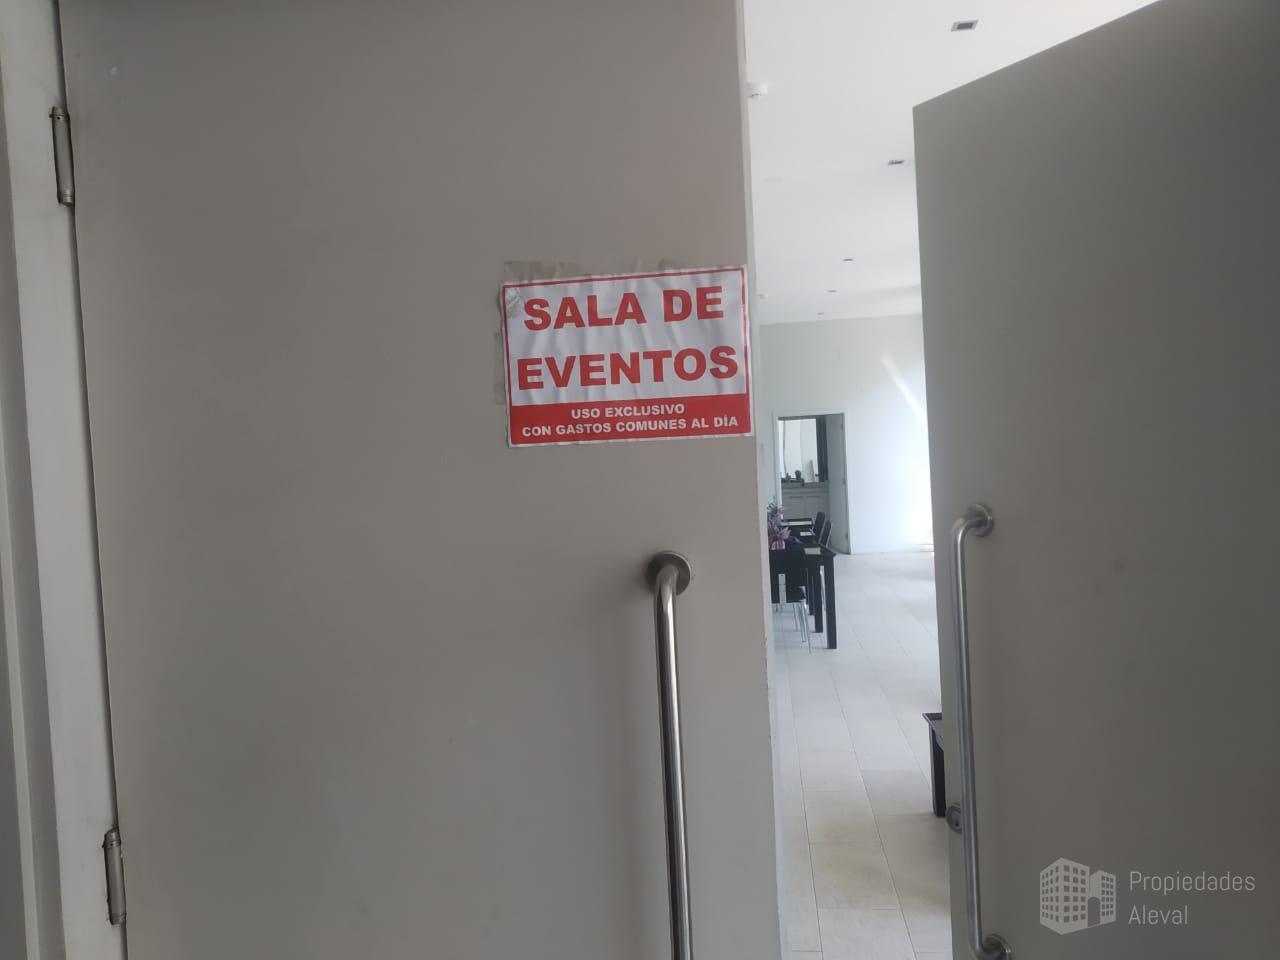 SALA DE
EVENTOS
USO EXCLUSIVO
CON GASTOS COMUNES AL DÍA
Propiedades
Aleval